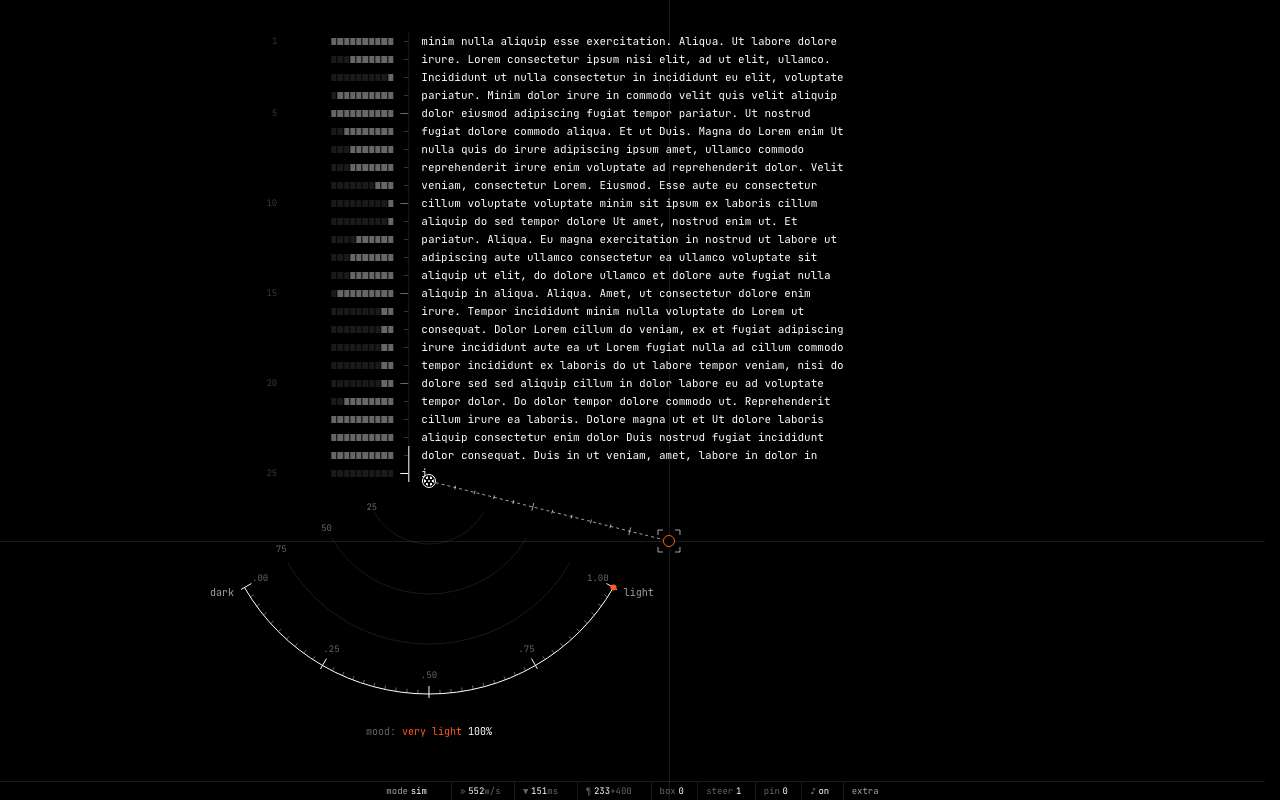 1 minim nulla aliquip esse exercitation. Aliqua. Ut labore dolore
irure. Lorem consectetur ipsum nisi elit, ad ut elit, ullamco.
Incididunt ut nulla consectetur in incididunt eu elit, voluptate
pariatur. Minim dolor irure in commodo velit quis velit aliquip
5 dolor eiusmod adipiscing fugiat tempor pariatur. Ut nostrud
fugiat dolore commodo aliqua. Et ut Duis. Magna do Lorem enim Ut
nulla quis do irure adipiscing ipsum amet, ullamco commodo
reprehenderit irure enim voluptate ad reprehenderit dolor. Velit
veniam, consectetur Lorem. Eiusmod. Esse aute eu consectetur
10 cillum voluptate voluptate minim sit ipsum ex laboris cillum
aliquip do sed tempor dolore Ut amet, nostrud enim ut. Et
pariatur. Aliqua. Eu magna exercitation in nostrud ut labore ut
adipiscing aute ullamco consectetur ea ullamco voluptate sit
aliquip ut elit, do dolore ullamco et dolore aute fugiat nulla
15 aliquip in aliqua. Aliqua. Amet, ut consectetur dolore enim
irure. Tempor incididunt minim nulla voluptate do Lorem ut
consequat. Dolor Lorem cillum do veniam, ex et fugiat adipiscing
irure incididunt aute ea ut Lorem fugiat nulla ad cillum commodo
tempor incididunt ex laboris do ut labore tempor veniam, nisi do
20 dolore sed sed aliquip cillum in dolor labore eu ad voluptate
tempor dolor. Do dolor tempor dolore commodo ut. Reprehenderit
cillum irure ea laboris. Dolore magna ut et Ut dolore laboris
aliquip consectetur enim dolor Duis nostrud fugiat incididunt
dolor consequat. Duis in ut veniam, amet, labore in dolor in
25
25
50
75
.00 1.00
dark light
.25 .75
.50
mood: very light 100%
mode sim » 552w/s ▼ 151ms ¶ 233+400 box 0 steer 1 pin 0 ♪ on extra